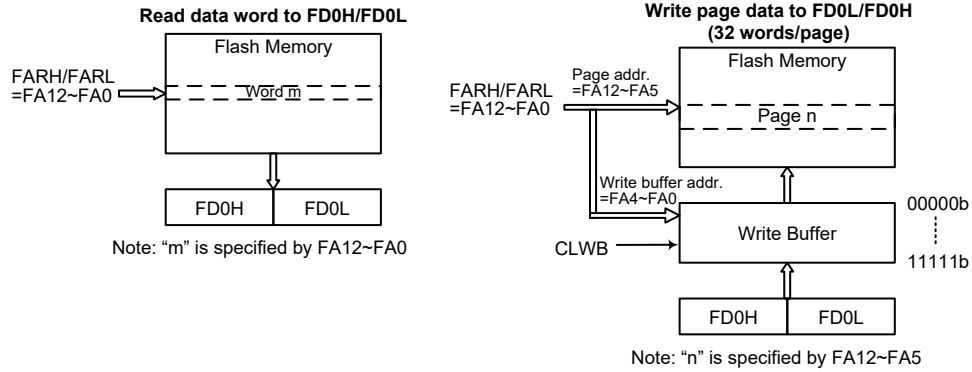 Read data word to FD0H/FD0L
Flash Memory
FARH/FARL
=FA12~FA0
Word m
FD0H
FD0L
Note: “m” is specified by FA12~FA0
Write page data to FD0L/FD0H
(32 words/page)
Flash Memory
FARH/FARL
=FA12~FA0
Page addr.
=FA12~FA5
Page n
Write buffer addr.
=FA4~FA0
CLWB
Write Buffer
00000b
11111b
FD0H
FD0L
Note: “n” is specified by FA12~FA5